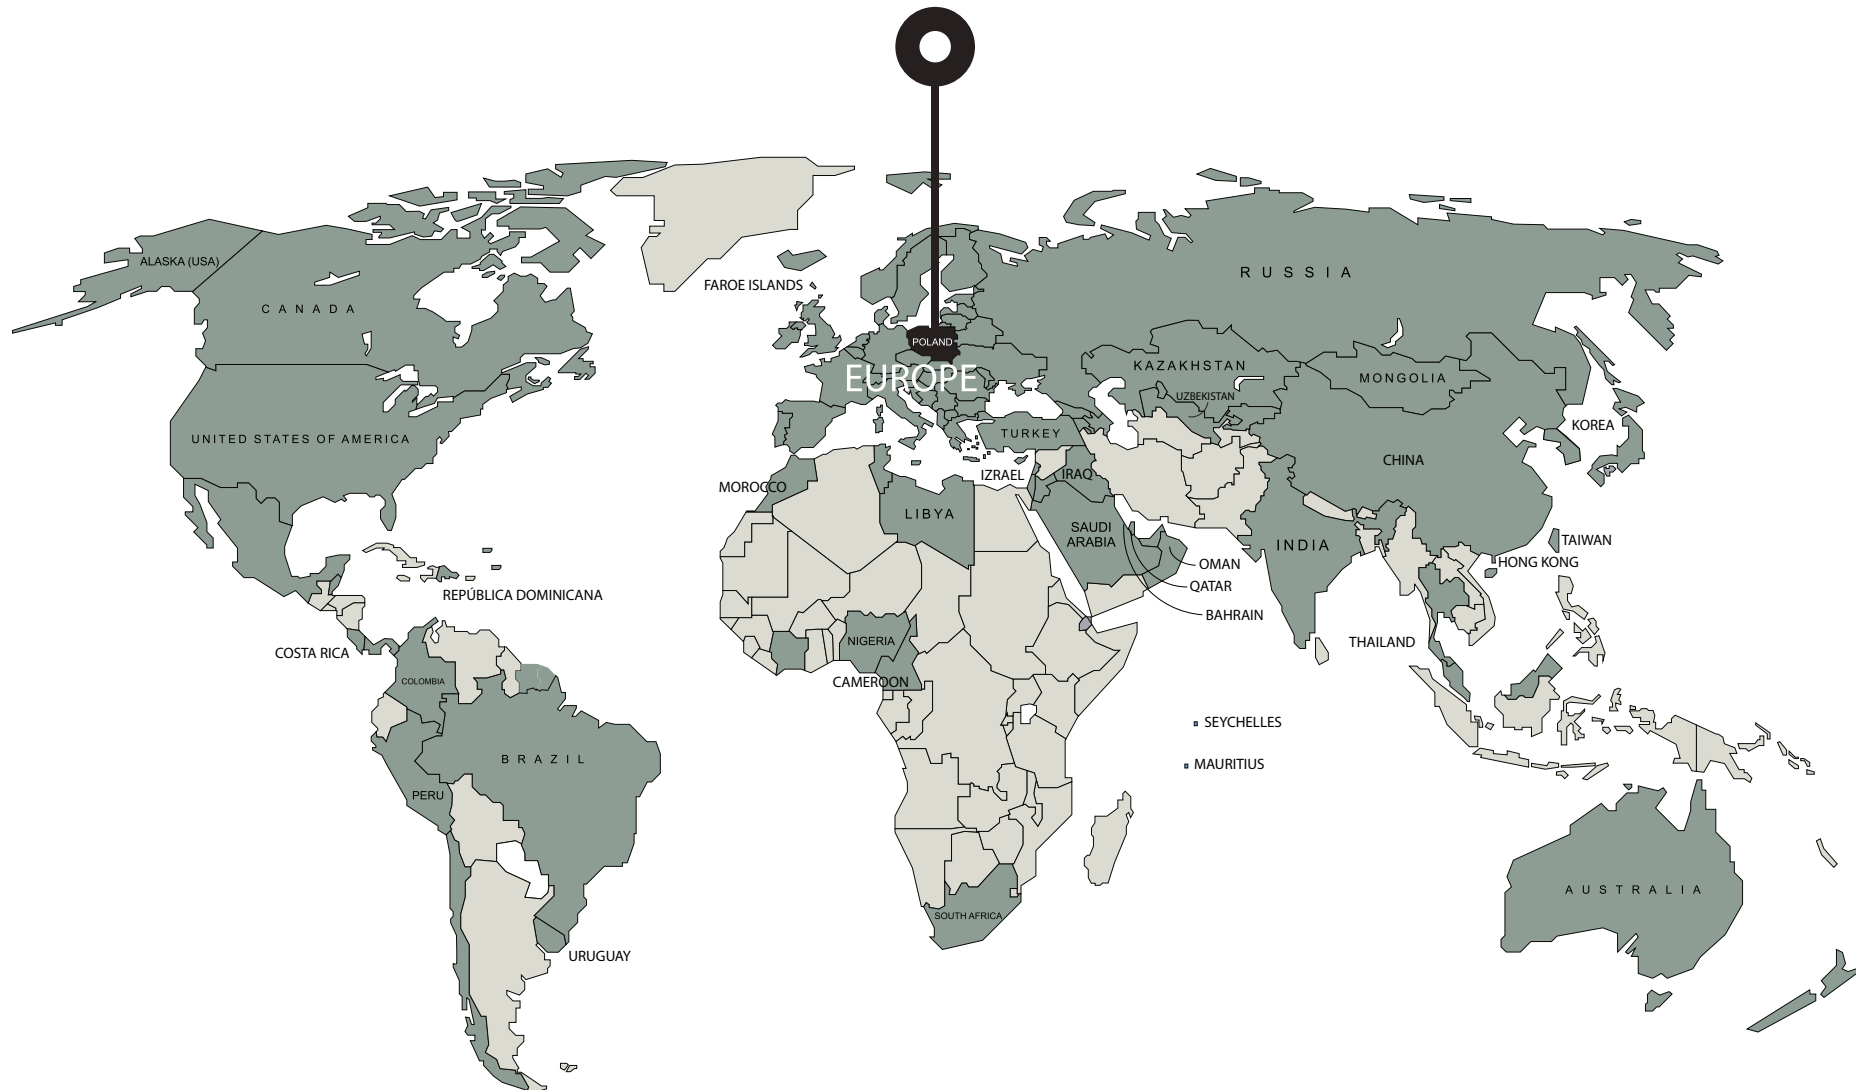 ALASKA (USA)
CANADA
UNITED STATES OF AMERICA
FAROE ISLANDS
POLAND
EUROPE
RUSSIA
KAZAKHSTAN
MONGOLIA
UZBEKISTAN
KOREA
TURKEY
CHINA
IZRAEL
IRAQ
MOROCCO
LIBYA
SAUDI
ARABIA
INDIA
TAIWAN
HONG KONG
OMAN
QATAR
BAHRAIN
REPÚBLICA DOMINICANA
COSTA RICA
NIGERIA
THAILAND
COLOMBIA
CAMEROON
SEYCHELLES
BRAZIL
MAURITIUS
PERU
AUSTRALIA
SOUTH AFRICA
URUGUAY